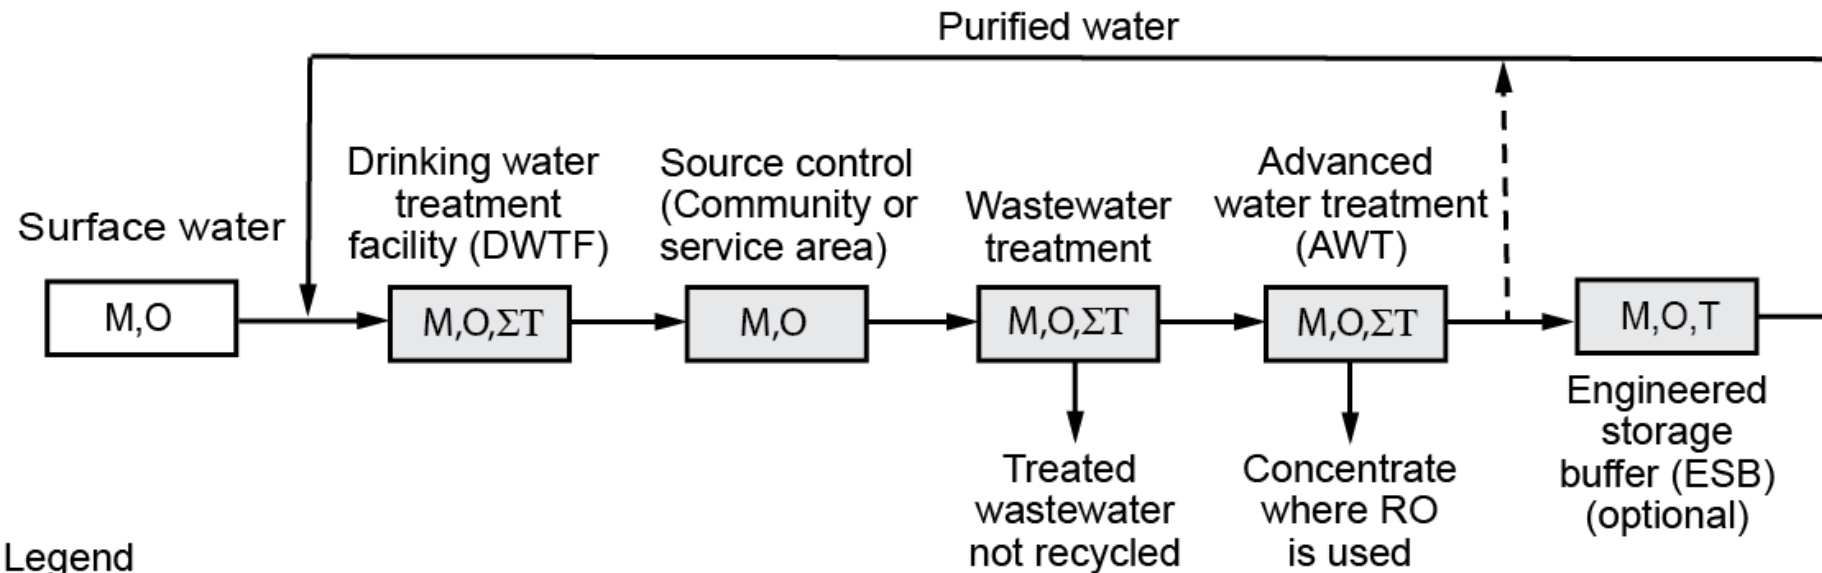 Purified water
Surface water
Drinking water
treatment
facility (DWTF)
Source control
(Community or
service area)
Wastewater
treatment
Advanced
water treatment
(AWT)
M,O
M,O,ΣT
M,O
M,O,ΣT
M,O,ΣT
M,O,T
Treated
wastewater
not recycled
Concentrate
where RO
is used
Engineered
storage
buffer (ESB)
(optional)
Legend